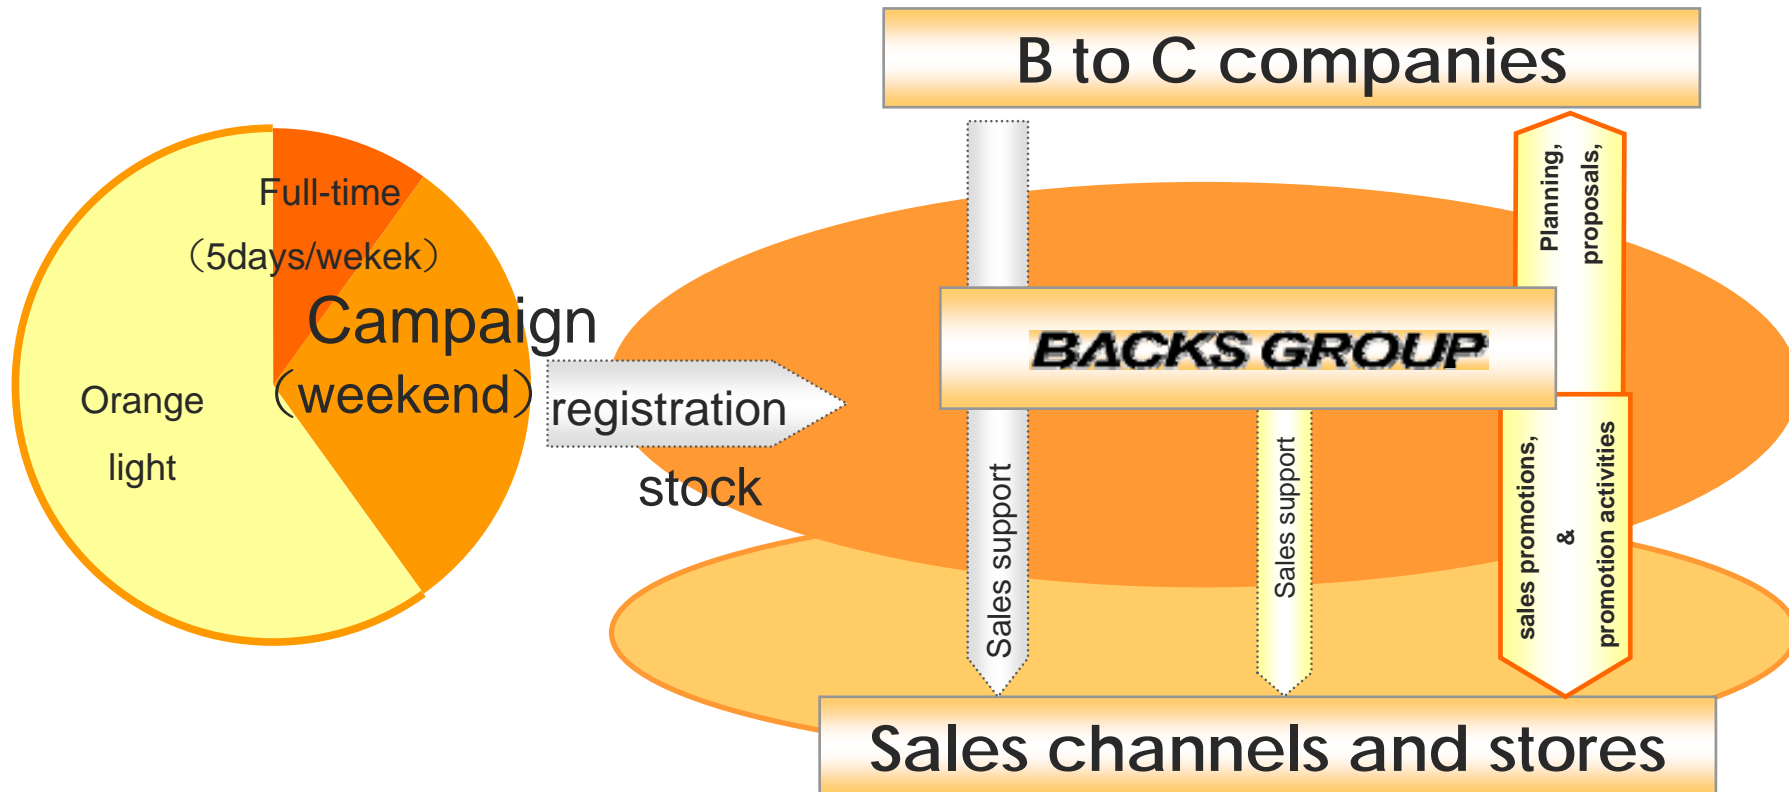 B to C companies
Full-time
（5days/wekek）
Campaign
（weekend）
Orange
light
registration
stock
Planning,
proposals,
BACKS GROUP
Sales support
Sales support
sales promotions,
&
promotion activities
Sales channels and stores